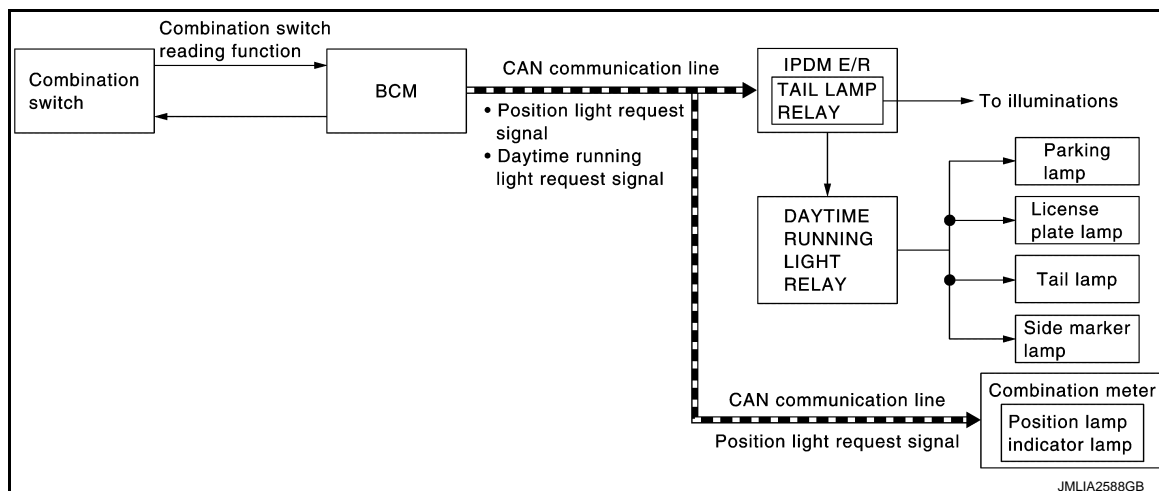 Combination switch
reading function
Combination
switch
BCM
CAN communication line
• Position light request
signal
• Daytime running
light request signal
IPDM E/R
TAIL LAMP
RELAY
To illuminations
DAYTIME
RUNNING
LIGHT
RELAY
Parking
lamp
License
plate lamp
Tail lamp
Side marker
lamp
CAN communication line
Position light request signal
Combination meter
Position lamp
indicator lamp
JMLIA2588GB